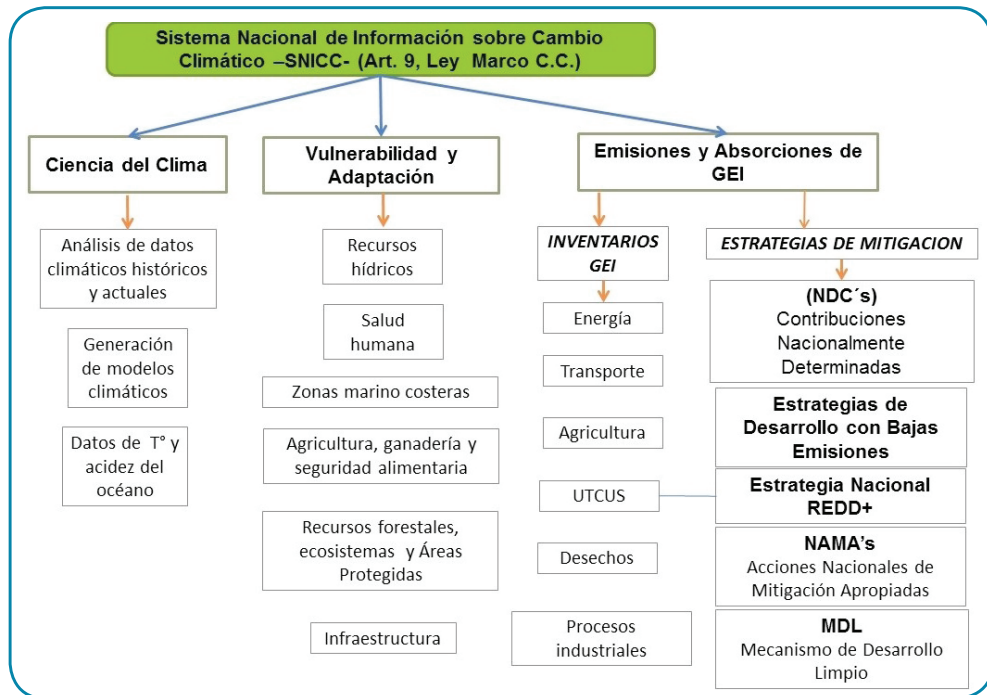 Sistema Nacional de Información sobre Cambio
Climático –SNICC- (Art. 9, Ley Marco C.C.)
Ciencia del Clima
Análisis de datos
climáticos históricos
y actuales
Generación
de modelos
climáticos
Datos de T° y
acidez del
océano
Vulnerabilidad y
Adaptación
Recursos
hídricos
Salud
humana
Zonas marino costeras
Agricultura, ganadería y
seguridad alimentaria
Recursos forestales,
ecosistemas y Áreas
Protegidas
Infraestructura
Emisiones y Absorciones de
GEI
INVENTARIOS
GEI
Energía
Transporte
Agricultura
UTCUS
Desechos
Procesos
industriales
ESTRATEGIAS DE MITIGACION
(NDC´s)
Contribuciones
Nacionalmente
Determinadas
Estrategias de
Desarrollo con Bajas
Emisiones
Estrategia Nacional
REDD+
NAMA’s
Acciones Nacionales de
Mitigación Apropiadas
MDL
Mecanismo de Desarrollo
Limpio